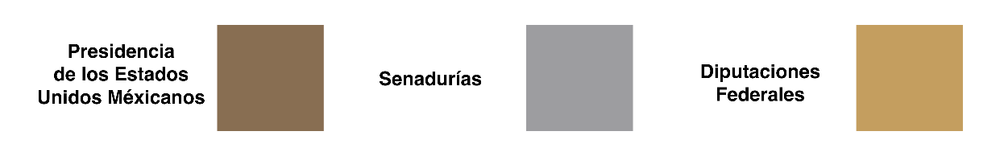 Presidencia
de los Estados
Unidos Méxicanos
Senadurías
Diputaciones
Federales